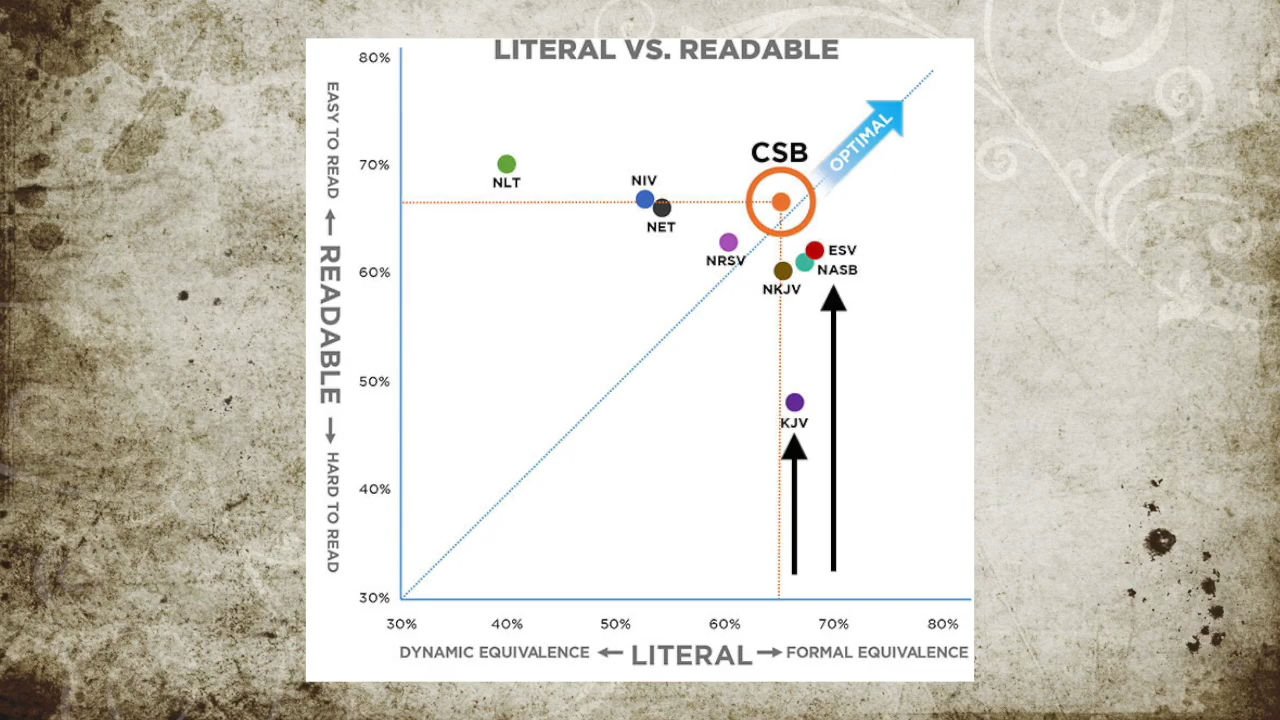 LITERAL VS. READABLE
80%
70%
60%
50%
40%
30%
EASY TO READ ← READABLE → HARD TO READ
OPTIMAL
CSB
NLT
NIV
NET
NRSV
ESV
NASB
NKJV
KJV
30% 40% 50% 60% 70% 80%
DYNAMIC EQUIVALENCE ← LITERAL → FORMAL EQUIVALENCE